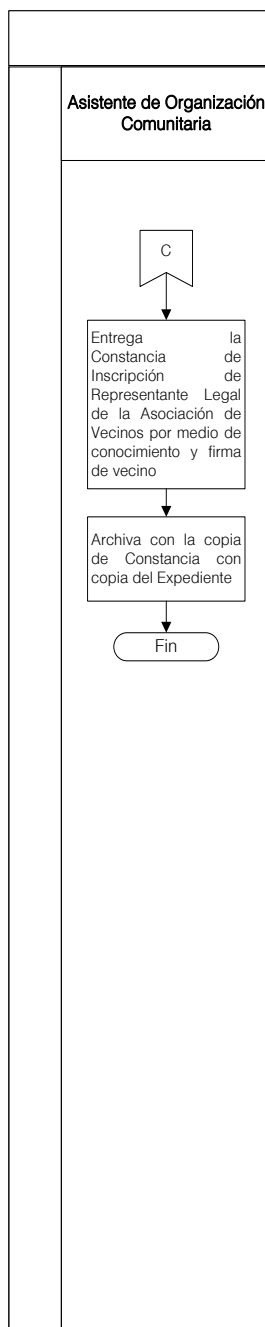 Asistente de Organización
Comunitaria
C
Entrega la
Constancia de
Inscripción de
Representante Legal
de la Asociación de
Vecinos por medio de
conocimiento y firma
de vecino
Archiva con la copia
de Constancia con
copia del Expediente
Fin